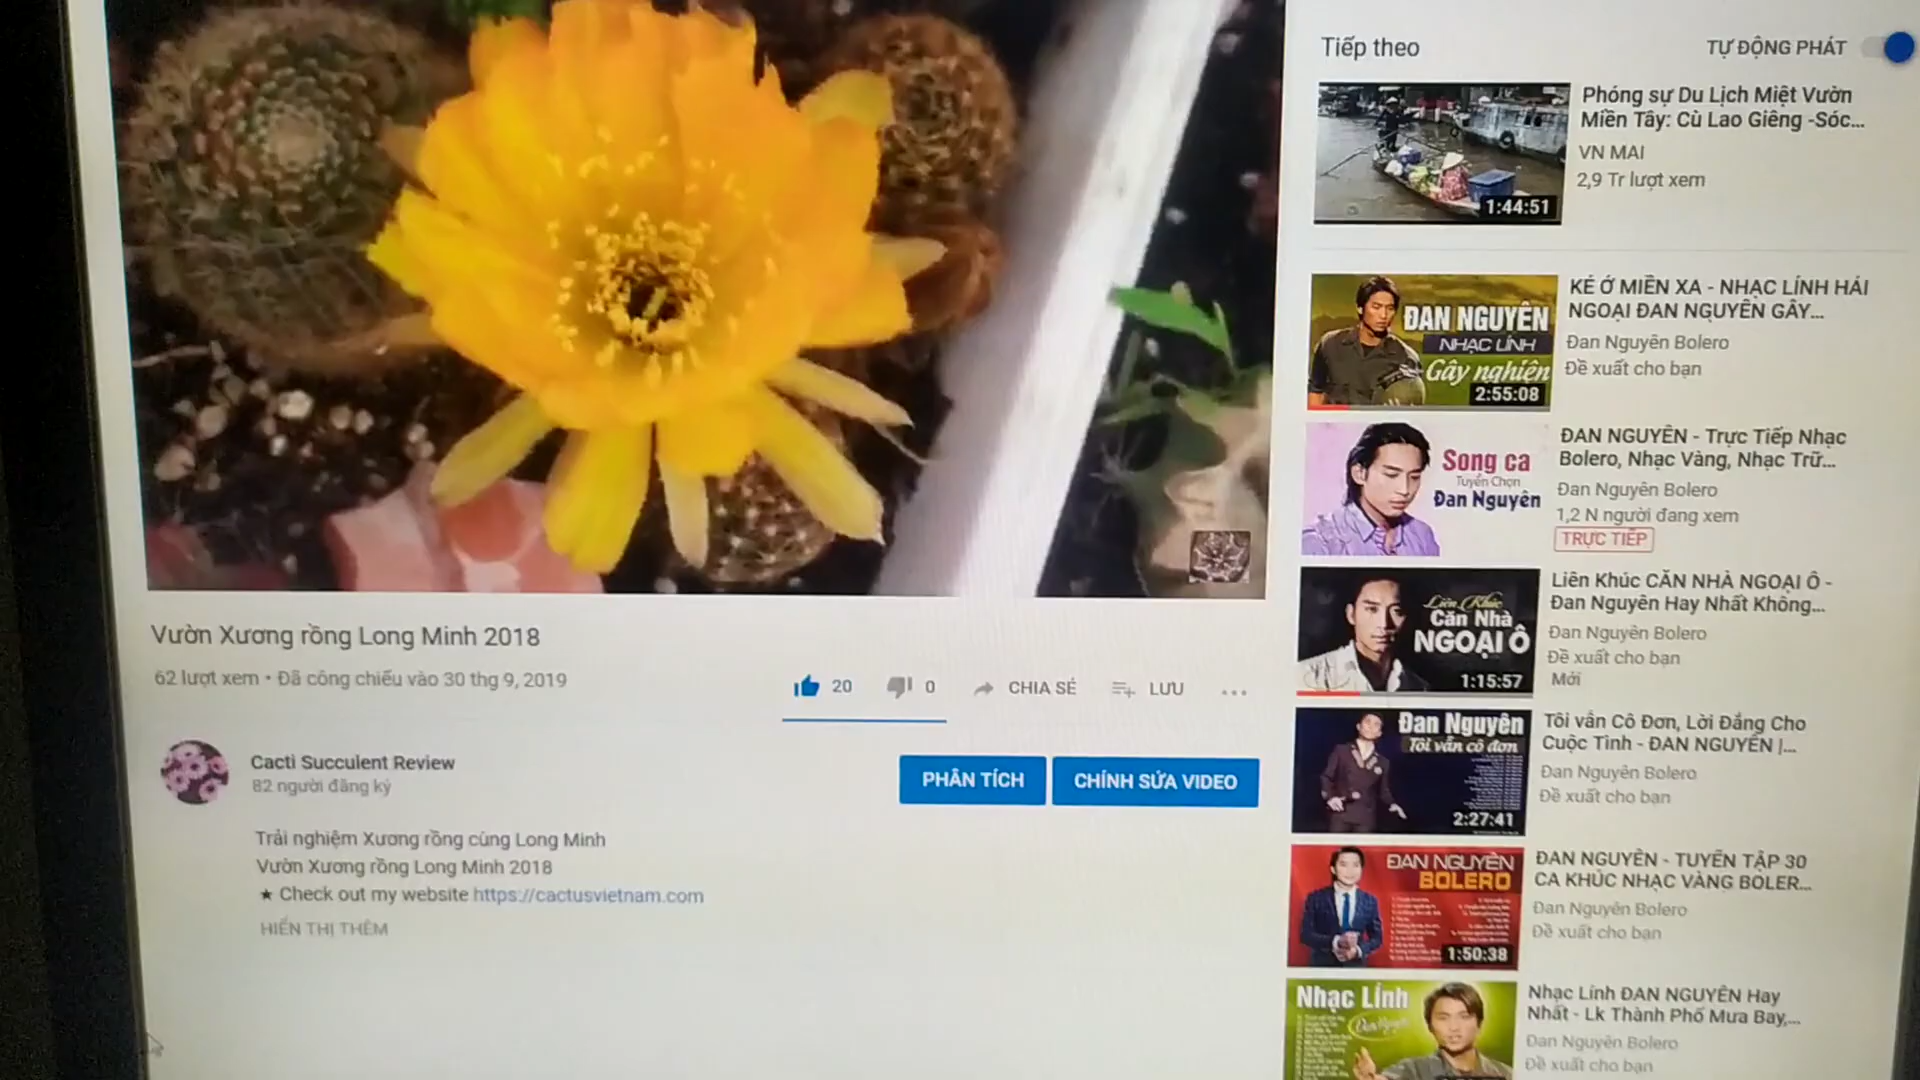 Tiếp theo
TỰ ĐỘNG PHÁT
Phóng sự Du Lịch Miệt Vườn
Miền Tây: Cù Lao Giêng -Sóc...
VN MAI
2,9 Tr lượt xem
1:44:51
KẺ Ở MIỀN XA - NHẠC LÍNH HẢI
NGOẠI ĐAN NGUYÊN GÂY...
Đan Nguyên Bolero
Đề xuất cho bạn
ĐAN NGUYÊN
NHẠC LÍNH
Gây nghiện
2:55:08
ĐAN NGUYÊN - Trực Tiếp Nhạc
Bolero, Nhạc Vàng, Nhạc Trữ...
Đan Nguyên Bolero
1,2 N người đang xem
TRỰC TIẾP
Song ca
Tuyển Chọn
Đan Nguyên
Liên Khúc CĂN NHÀ NGOẠI Ô -
Đan Nguyên Hay Nhất Không...
Đan Nguyên Bolero
Đề xuất cho bạn
Mới
Liên Khúc
Căn Nhà
NGOẠI Ô
1:15:57
Tôi vẫn Cô Đơn, Lời Đắng Cho
Cuộc Tình - ĐAN NGUYÊN |...
Đan Nguyên Bolero
Đề xuất cho bạn
Đan Nguyên
Tôi vẫn cô đơn
2:27:41
ĐAN NGUYÊN - TUYỂN TẬP 30
CA KHÚC NHẠC VÀNG BOLER...
Đan Nguyên Bolero
Đề xuất cho bạn
ĐAN NGUYÊN
BOLERO
1:50:38
Nhạc Lính ĐAN NGUYÊN Hay
Nhất - Lk Thành Phố Mưa Bay,...
Đan Nguyên Bolero
Đề xuất cho bạn
Nhạc Lính
Đan Nguyên
Vườn Xương rồng Long Minh 2018
62 lượt xem • Đã công chiếu vào 30 thg 9, 2019
20
0
CHIA SẺ
LƯU
Cacti Succulent Review
82 người đăng ký
PHÂN TÍCH
CHỈNH SỬA VIDEO
Trải nghiệm Xương rồng cùng Long Minh
Vườn Xương rồng Long Minh 2018
★ Check out my website https://cactusvietnam.com
HIỂN THỊ THÊM